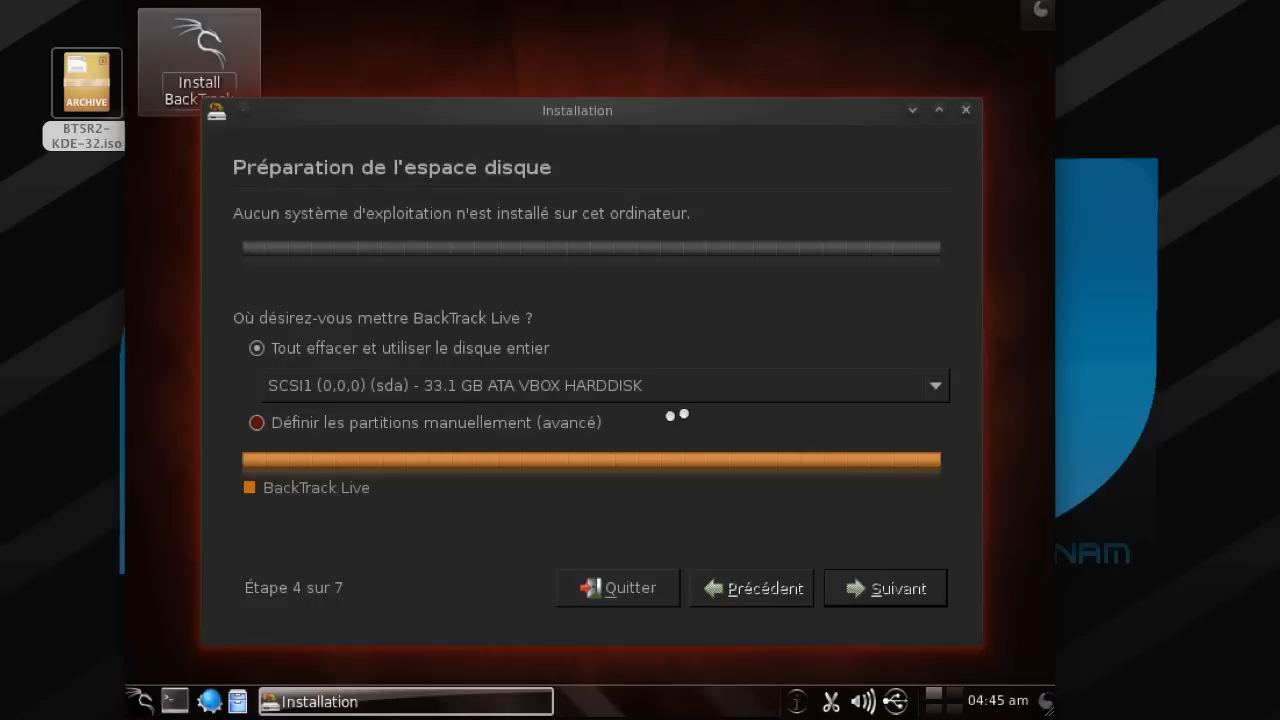 Install
ARCHIVE
BT5R2-
KDE-32.iso
Installation
Préparation de l'espace disque
Aucun système d'exploitation n'est installé sur cet ordinateur.
Où désirez-vous mettre BackTrack Live ?
Tout effacer et utiliser le disque entier
SCSI1 (0,0,0) (sda) - 33.1 GB ATA VBOX HARDDISK
Définir les partitions manuellement (avancé)
BackTrack Live
Étape 4 sur 7
Quitter
Précédent
Suivant
NAM
Installation
04:45 am